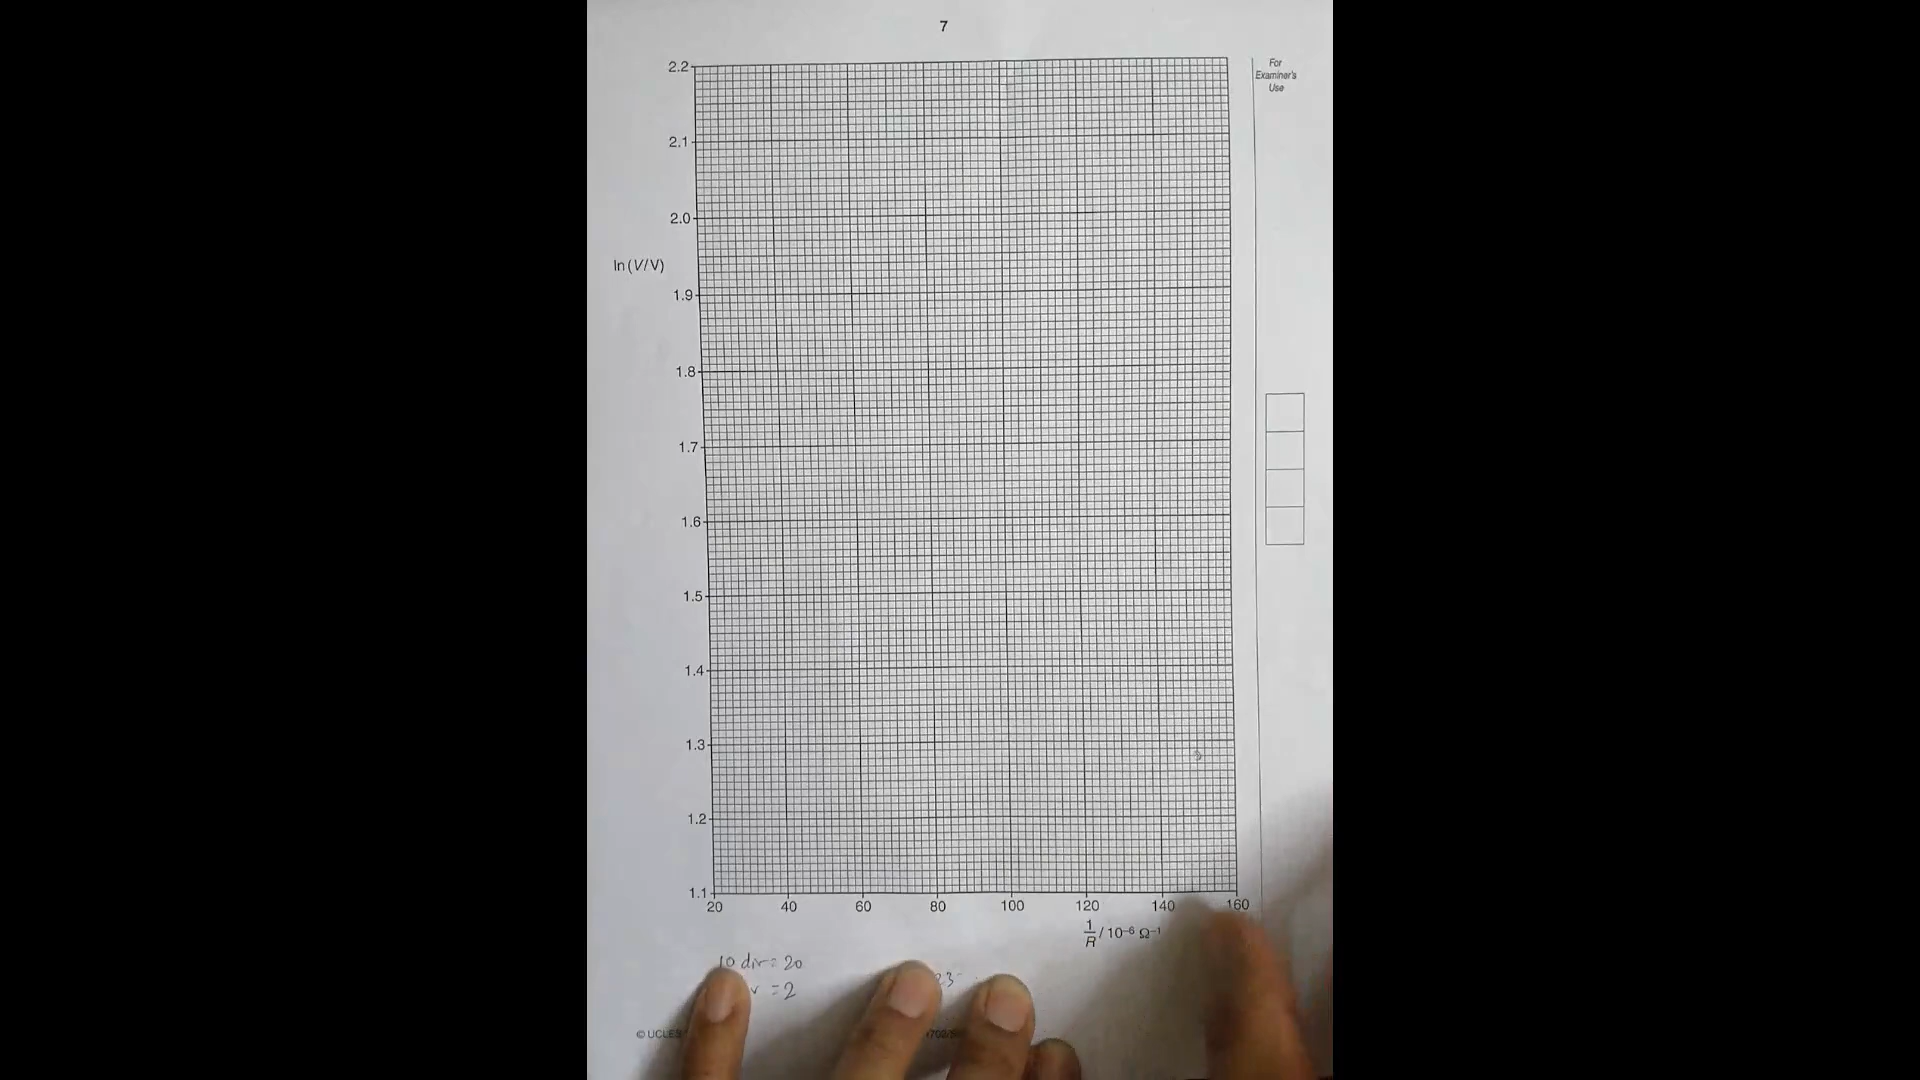 7
For
Examiner's
Use
2.2
2.1
2.0
ln (V/V)
1.9
1.8
1.7
1.6
1.5
1.4
1.3
1.2
1.1
20 40 60 80 100 120 140 160
1/R / 10⁻⁶ Ω⁻¹
10 div = 20
= 2
23
© UCLES